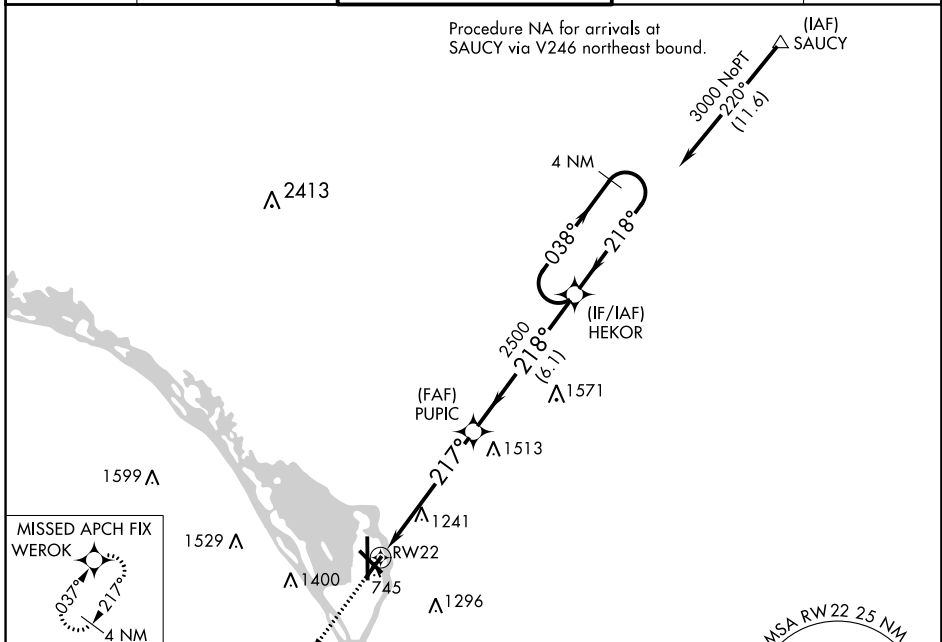 Procedure NA for arrivals at
SAUCY via V246 northeast bound.
(IAF)
SAUCY
3000 NoPT
220°
(11.6)
4 NM
2413
038°
218°
(IF/IAF)
HEKOR
2500
218°
(6.1)
1571
(FAF)
PUPIC
1513
217°
1599
1241
MISSED APCH FIX
WEROK
1529
RW22
037°
217°
1400
745
1296
4 NM
MSA RW 22 25 NM